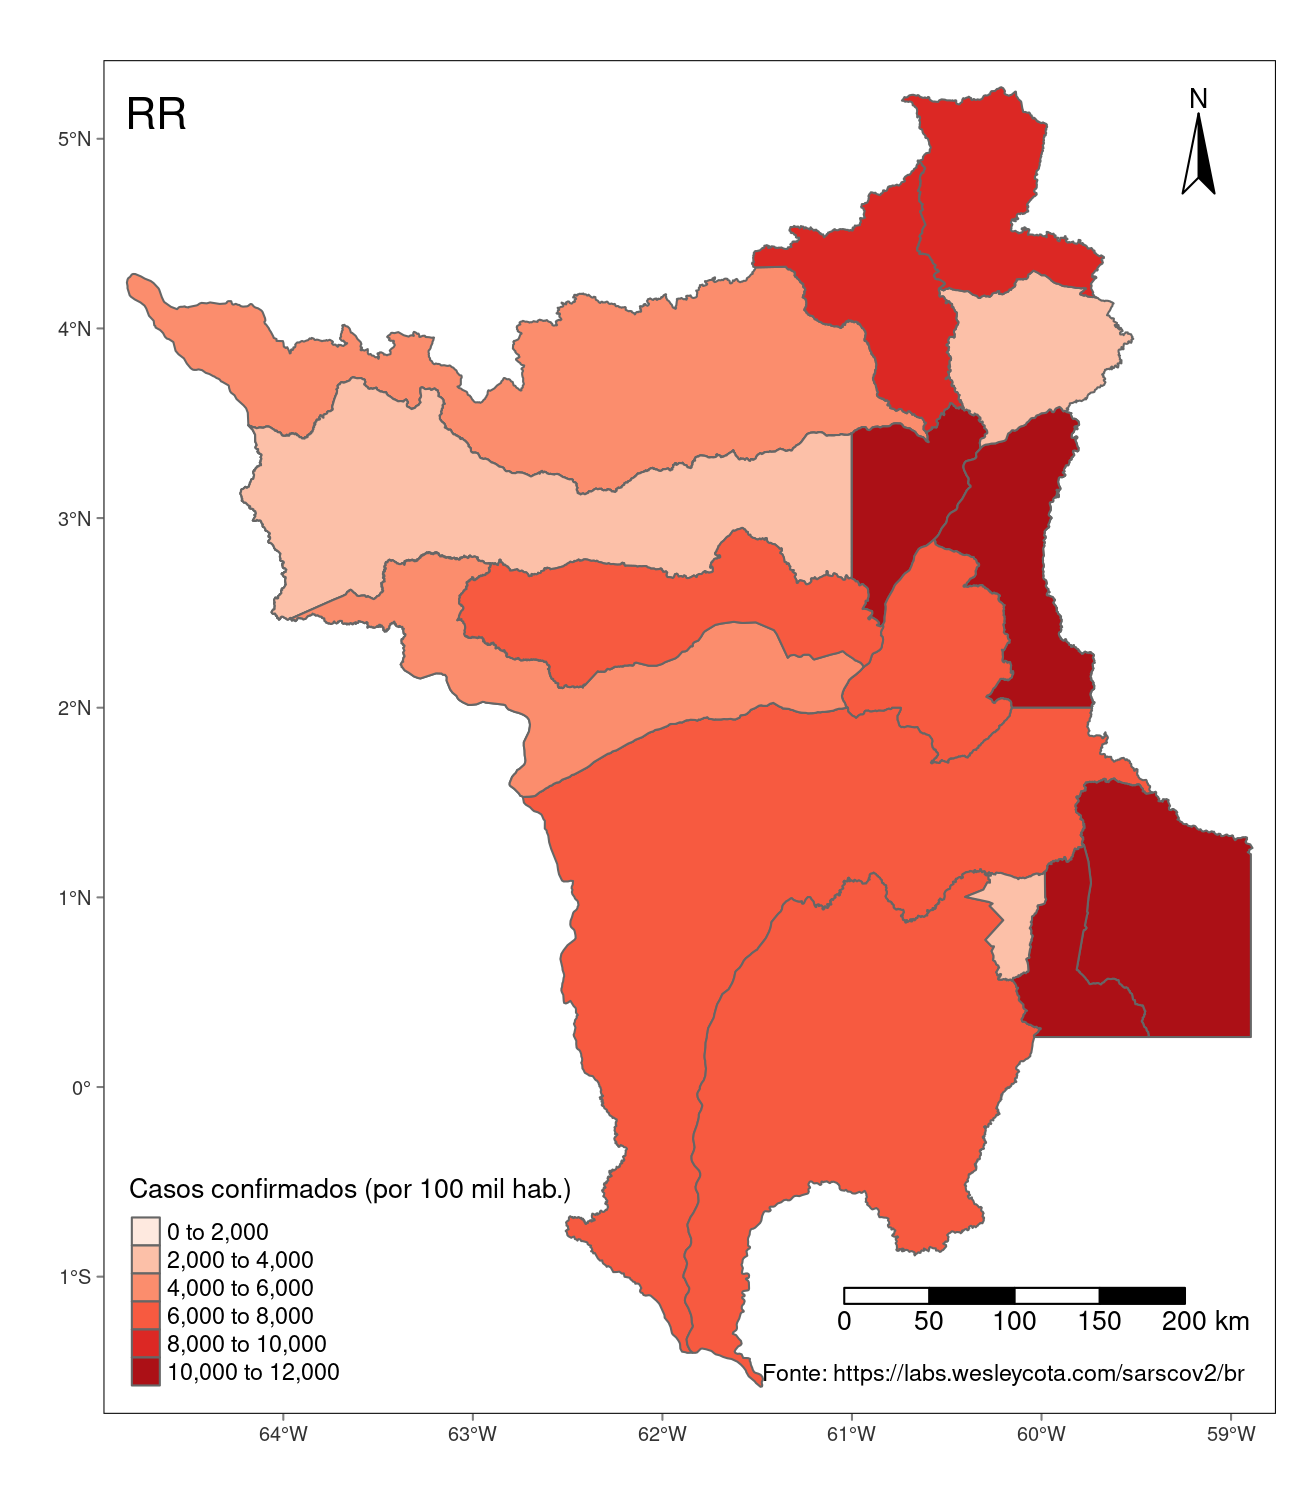 RR
N
5°N
4°N
3°N
2°N
1°N
0°
1°S
Casos confirmados (por 100 mil hab.)
0 to 2,000
2,000 to 4,000
4,000 to 6,000
6,000 to 8,000
8,000 to 10,000
10,000 to 12,000
0 50 100 150 200 km
Fonte: https://labs.wesleycota.com/sarscov2/br
64°W 63°W 62°W 61°W 60°W 59°W